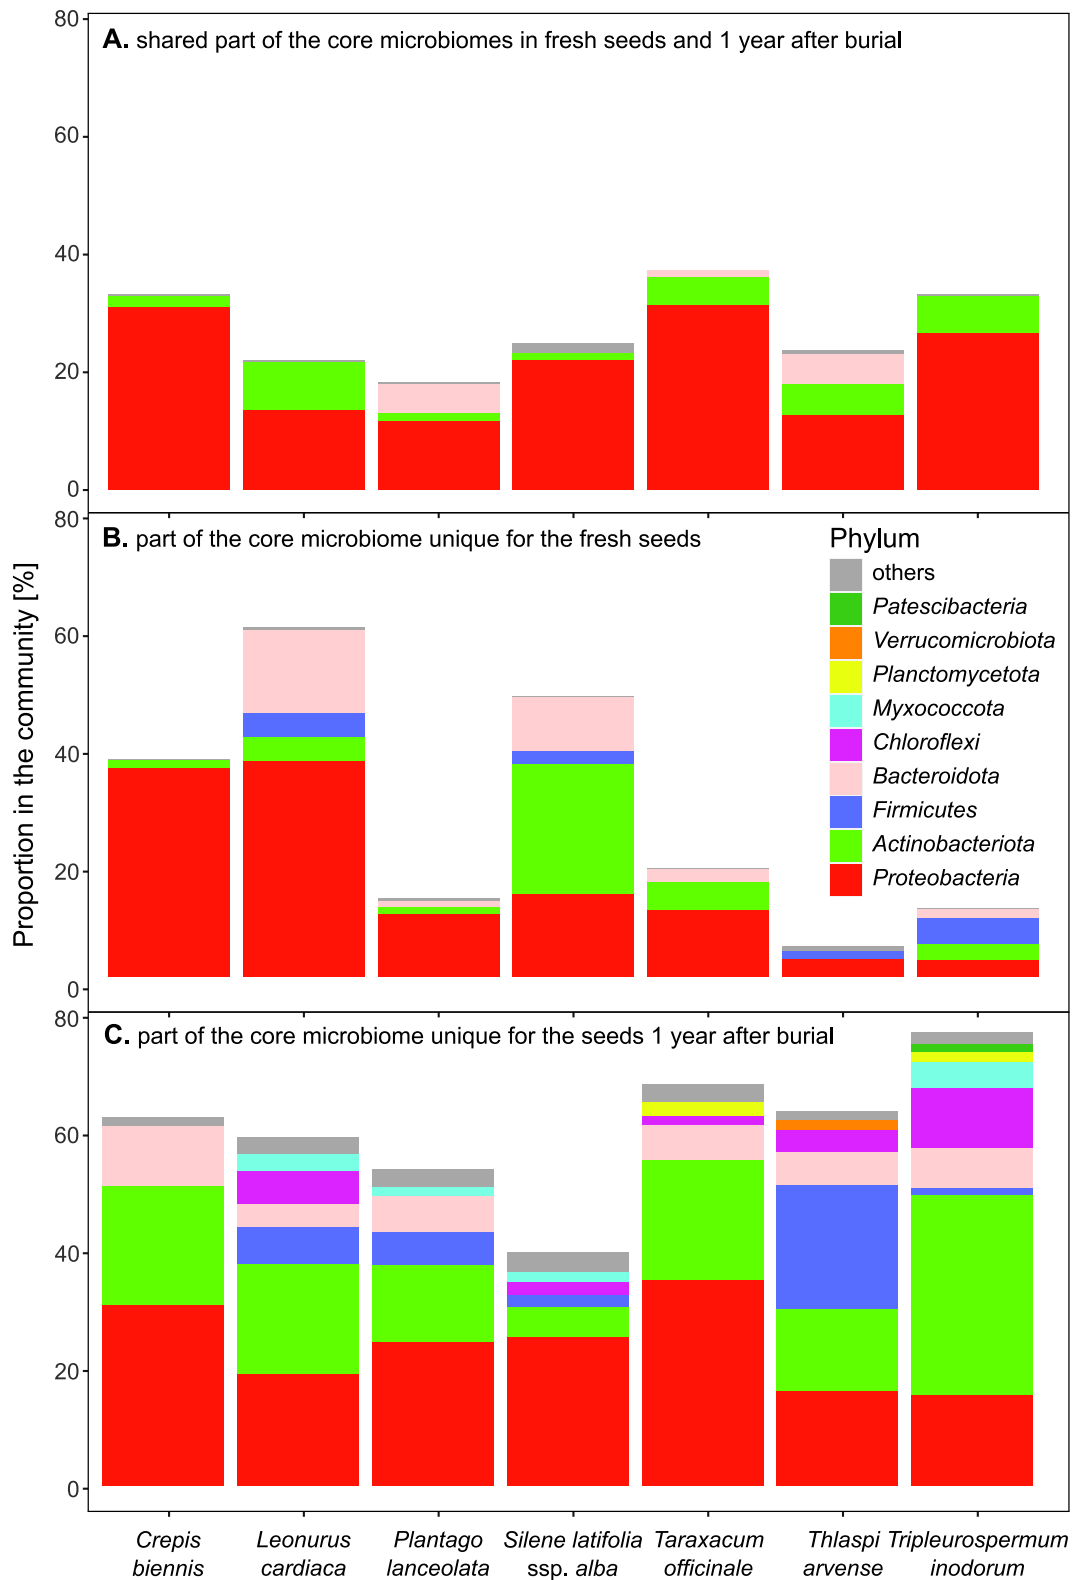 80
A. shared part of the core microbiomes in fresh seeds and 1 year after burial
60
40
20
0
80
B. part of the core microbiome unique for the fresh seeds
60
40
20
0
Phylum
others
Patescibacteria
Verrucomicrobiota
Planctomycetota
Myxococcota
Chloroflexi
Bacteroidota
Firmicutes
Actinobacteriota
Proteobacteria
Proportion in the community [%]
80
C. part of the core microbiome unique for the seeds 1 year after burial
60
40
20
0
Crepis
biennis
Leonurus
cardiaca
Plantago
lanceolata
Silene latifolia
ssp. alba
Taraxacum
officinale
Thlaspi
arvense
Tripleurospermum
inodorum